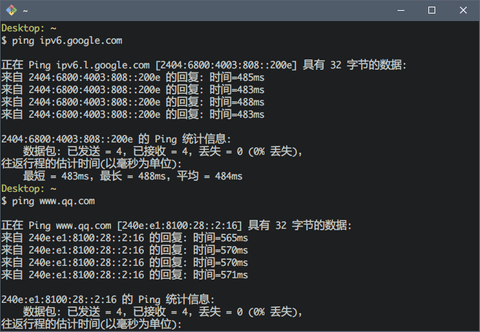 ~
Desktop: ~
$ ping ipv6.google.com
正在 Ping ipv6.l.google.com [2404:6800:4003:808::200e] 具有 32 字节的数据:
来自 2404:6800:4003:808::200e 的回复: 时间=485ms
来自 2404:6800:4003:808::200e 的回复: 时间=483ms
来自 2404:6800:4003:808::200e 的回复: 时间=488ms
来自 2404:6800:4003:808::200e 的回复: 时间=483ms
2404:6800:4003:808::200e 的 Ping 统计信息:
数据包: 已发送 = 4，已接收 = 4，丢失 = 0 (0% 丢失)，
往返行程的估计时间(以毫秒为单位):
最短 = 483ms，最长 = 488ms，平均 = 484ms
Desktop: ~
$ ping www.qq.com
正在 Ping www.qq.com [240e:e1:8100:28::2:16] 具有 32 字节的数据:
来自 240e:e1:8100:28::2:16 的回复: 时间=565ms
来自 240e:e1:8100:28::2:16 的回复: 时间=570ms
来自 240e:e1:8100:28::2:16 的回复: 时间=570ms
来自 240e:e1:8100:28::2:16 的回复: 时间=571ms
240e:e1:8100:28::2:16 的 Ping 统计信息:
数据包: 已发送 = 4，已接收 = 4，丢失 = 0 (0% 丢失)，
往返行程的估计时间(以毫秒为单位):